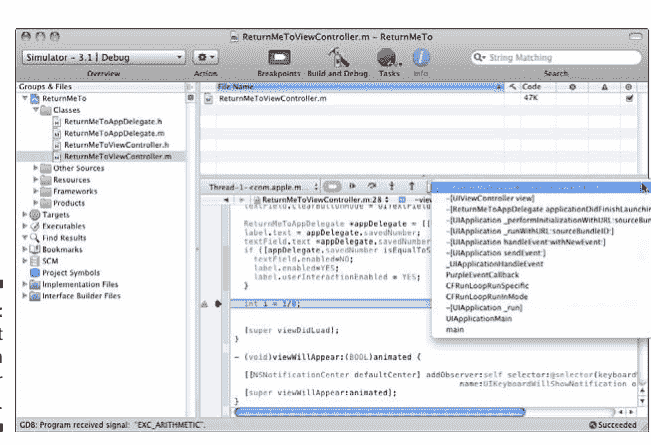 ReturnMeToViewController.m – ReturnMeTo
Simulator - 3.1 | Debug
String Matching
Overview
Action
Breakpoints
Build and Debug
Tasks
Info
Search
Groups & Files
ReturnMeTo
Classes
ReturnMeToAppDelegate.h
ReturnMeToAppDelegate.m
ReturnMeToViewController.h
ReturnMeToViewController.m
Other Sources
Resources
Frameworks
Products
Targets
Executables
Find Results
Bookmarks
SCM
Project Symbols
Implementation Files
Interface Builder Files
File Name
Code
ReturnMeToViewController.m
47K
Thread-1-<com.apple.m
ReturnMeToViewController.m:28
ReturnMeToAppDelegate *appDelegate = [[
label.text = appDelegate.savedNumber;
textField.text =appDelegate.savedNumber
if ([appDelegate.savedNumber isEqualToS
textField.enabled=NO;
label.enabled=YES;
label.userInteractionEnabled = YES;
}
int i = 1/0;
[super viewDidLoad];
}
- (void)viewWillAppear:(BOOL)animated {
[[NSNotificationCenter defaultCenter] addObserver:self selector:@selector(keyboard
name:UIKeyboardWillShowNotification o
[super viewWillAppear:animated];
}
-[UIViewController view]
-[ReturnMeToAppDelegate applicationDidFinishLaunchin
-[UIApplication _performInitializationWithURL:sourceBun
-[UIApplication _runWithURL:sourceBundleID:]
-[UIApplication handleEvent:withNewEvent:]
-[UIApplication sendEvent:]
_UIApplicationHandleEvent
PurpleEventCallback
CFRunLoopRunSpecific
CFRunLoopRunInMode
-[UIApplication _run]
UIApplicationMain
main
GDB: Program received signal: "EXC_ARITHMETIC".
Succeeded